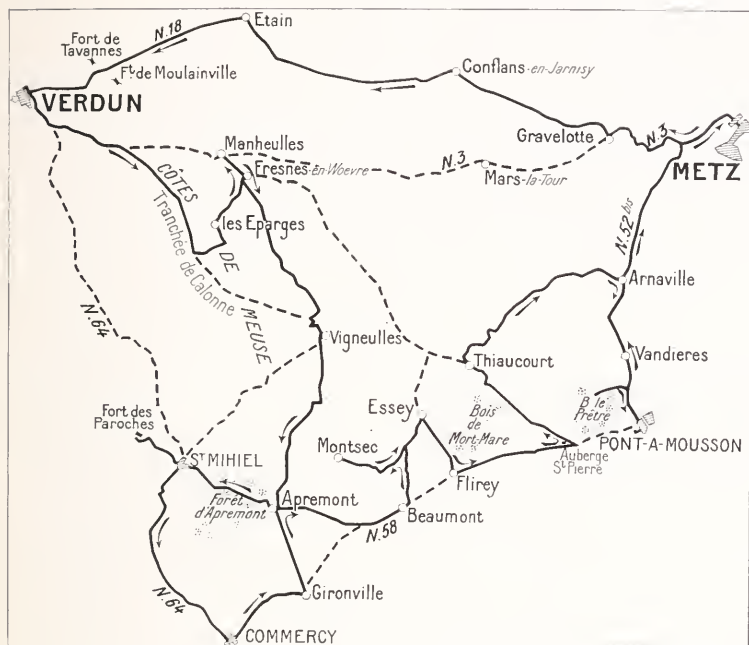 N.18
Etain
Fort de
Tavannes
Ft de Moulainville
VERDUN
Conflans-en-Jarnisy
Gravelotte
N.3
METZ
Manheulles
Fresnes-en-Woevre
N.3
Mars-la-Tour
CÔTES
DE
MEUSE
Tranchée de Calonne
les Eparges
N.52bis
Arnaville
N.64
Vigneulles
Vandières
Thiaucourt
Essey
Bois
de
Mort-Mare
B. le
Prêtre
PONT-A-MOUSSON
Auberge
St Pierre
Fort des
Paroches
St MIHIEL
Montsec
Flirey
Forêt
d'Apremont
Apremont
Beaumont
N.58
N.64
Gironville
COMMERCY